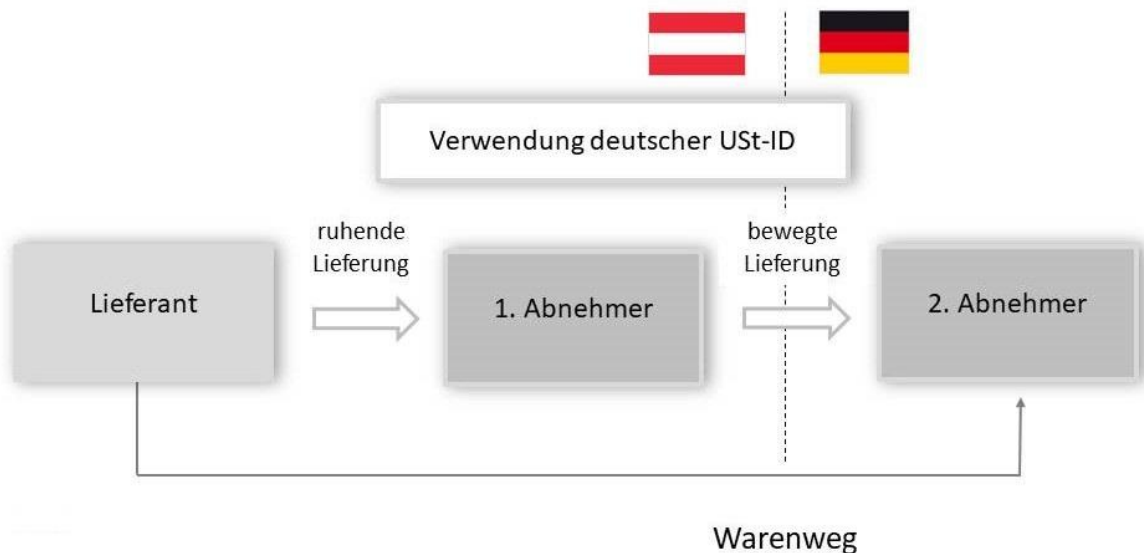 Verwendung deutscher USt-ID
ruhende
Lieferung
bewegte
Lieferung
Lieferant
1. Abnehmer
2. Abnehmer
Warenweg